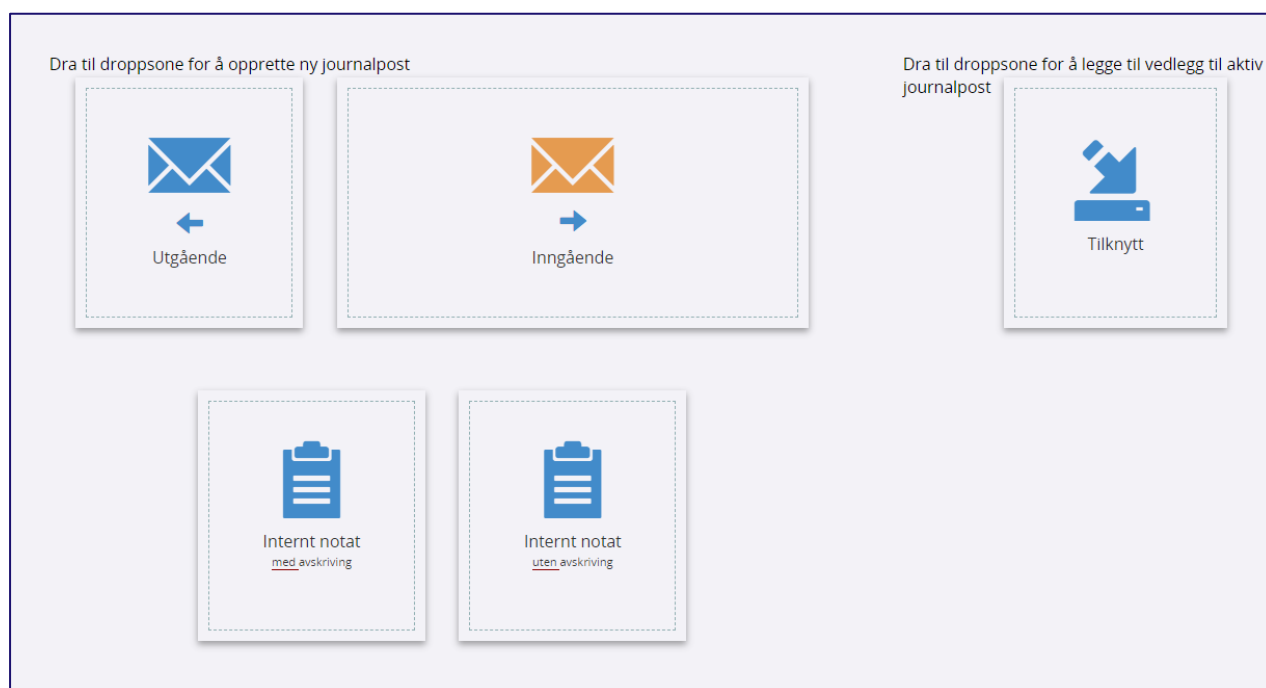 Dra til droppsone for å opprette ny journalpost
Dra til droppsone for å legge til vedlegg til aktiv
journalpost
Utgående
Inngående
Tilknytt
Internt notat
med avskriving
Internt notat
uten avskriving